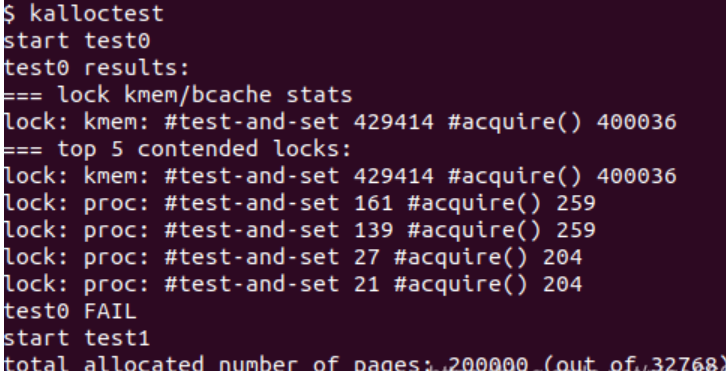 $ kalloctest
start test0
test0 results:
=== lock kmem/bcache stats
lock: kmem: #test-and-set 429414 #acquire() 400036
=== top 5 contended locks:
lock: kmem: #test-and-set 429414 #acquire() 400036
lock: proc: #test-and-set 161 #acquire() 259
lock: proc: #test-and-set 139 #acquire() 259
lock: proc: #test-and-set 27 #acquire() 204
lock: proc: #test-and-set 21 #acquire() 204
test0 FAIL
start test1
total allocated number of pages: 200000 (out of 32768)